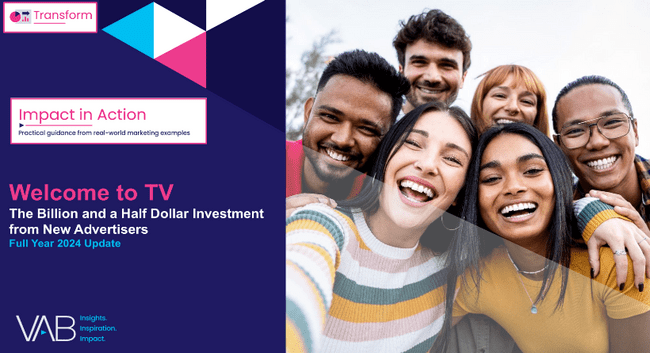 Transform
Impact in Action
Practical guidance from real-world marketing examples
Welcome to TV
The Billion and a Half Dollar Investment
from New Advertisers
Full Year 2024 Update
VAB
Insights.
Inspiration.
Impact.